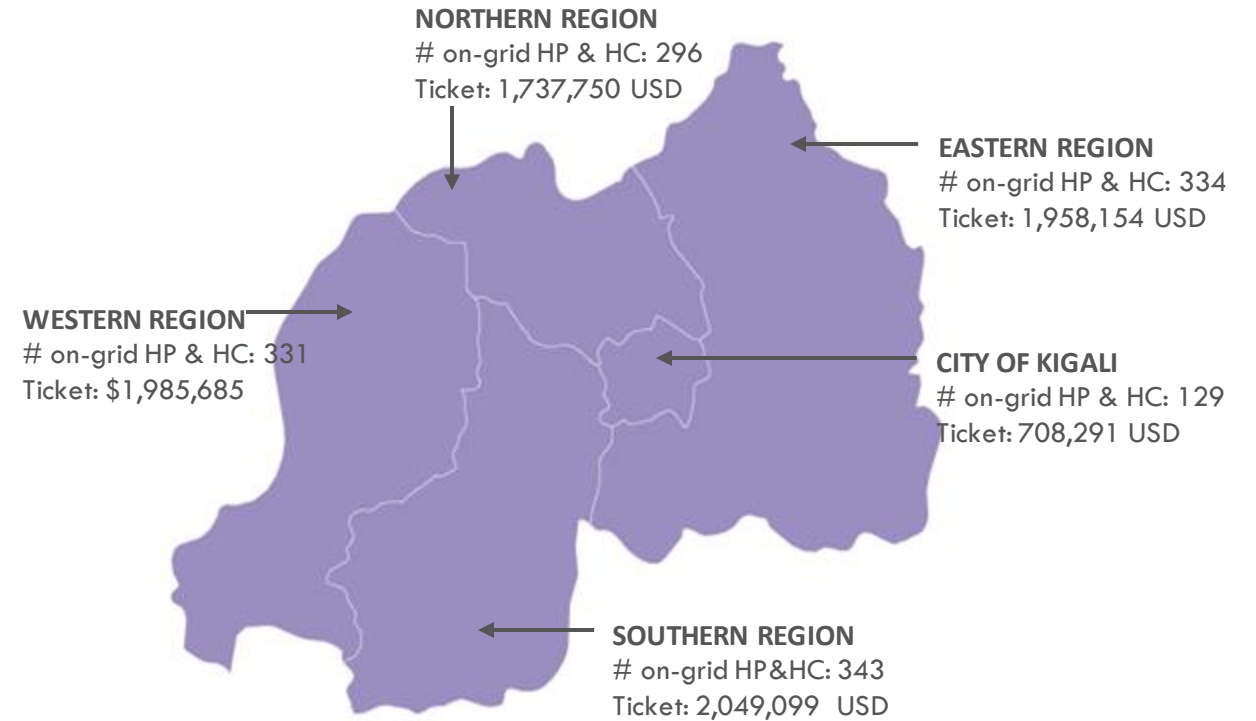 NORTHERN REGION
# on-grid HP & HC: 296
Ticket: 1,737,750 USD
EASTERN REGION
# on-grid HP & HC: 334
Ticket: 1,958,154 USD
WESTERN REGION
# on-grid HP & HC: 331
Ticket: $1,985,685
CITY OF KIGALI
# on-grid HP & HC: 129
Ticket: 708,291 USD
SOUTHERN REGION
# on-grid HP&HC: 343
Ticket: 2,049,099 USD